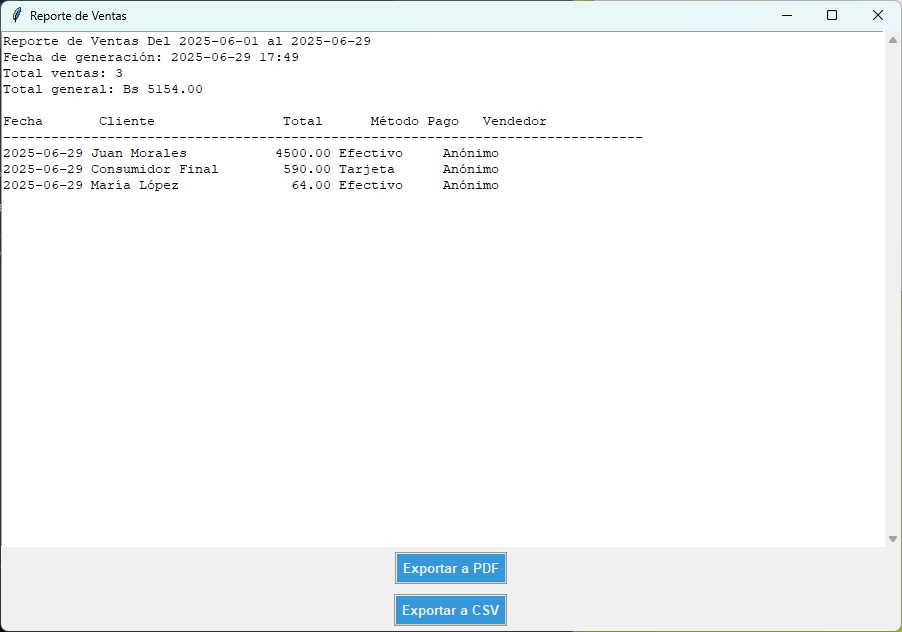 Reporte de Ventas
Reporte de Ventas Del 2025-06-01 al 2025-06-29
Fecha de generación: 2025-06-29 17:49
Total ventas: 3
Total general: Bs 5154.00
Fecha       Cliente                Total      Método Pago   Vendedor
--------------------------------------------------------------------------------
2025-06-29 Juan Morales           4500.00 Efectivo     Anónimo
2025-06-29 Consumidor Final        590.00 Tarjeta      Anónimo
2025-06-29 María López              64.00 Efectivo     Anónimo
Exportar a PDF
Exportar a CSV